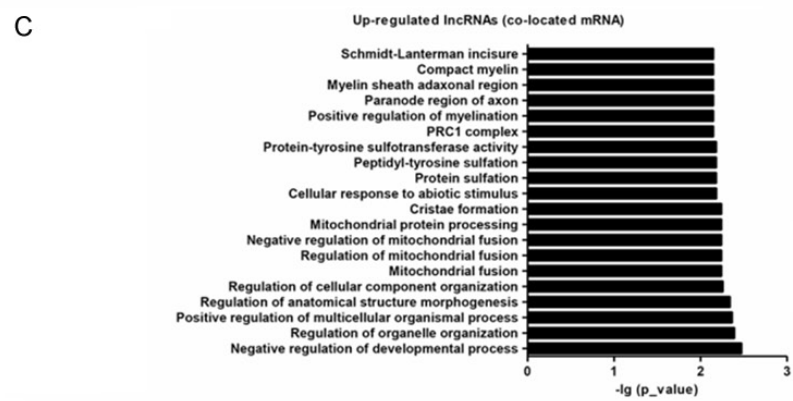 C
Up-regulated lncRNAs (co-located mRNA)
Schmidt-Lanterman incisure
Compact myelin
Myelin sheath adaxonal region
Paranode region of axon
Positive regulation of myelination
PRC1 complex
Protein-tyrosine sulfotransferase activity
Peptidyl-tyrosine sulfation
Protein sulfation
Cellular response to abiotic stimulus
Cristae formation
Mitochondrial protein processing
Negative regulation of mitochondrial fusion
Regulation of mitochondrial fusion
Mitochondrial fusion
Regulation of cellular component organization
Regulation of anatomical structure morphogenesis
Positive regulation of multicellular organismal process
Regulation of organelle organization
Negative regulation of developmental process
0 1 2 3
-lg (p_value)